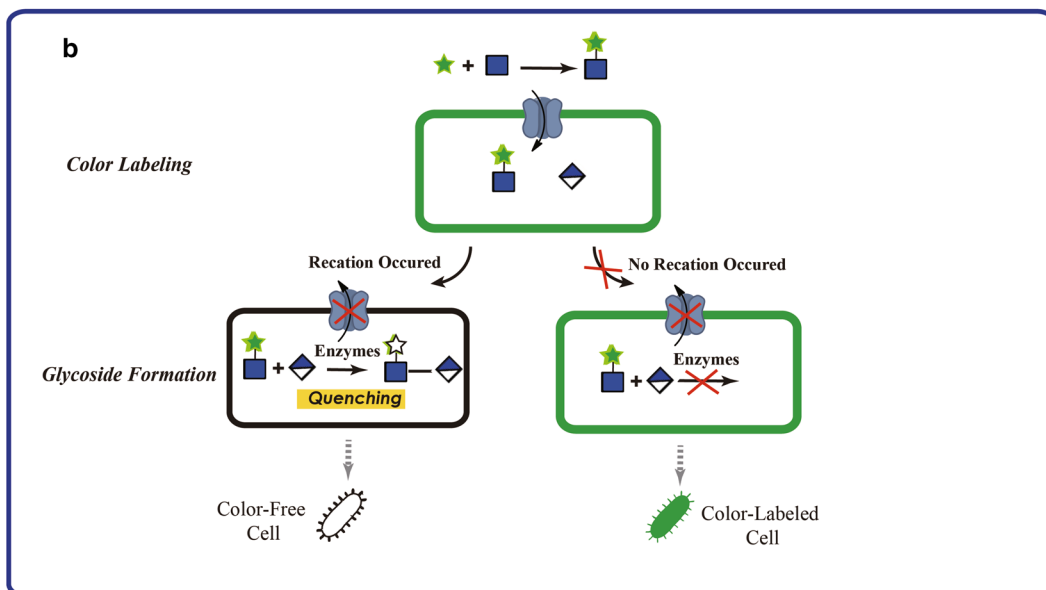 b
+
Color Labeling
Recation Occured
No Recation Occured
Enzymes
Enzymes
+
+
Glycoside Formation
Quenching
Color-Free
Cell
Color-Labeled
Cell